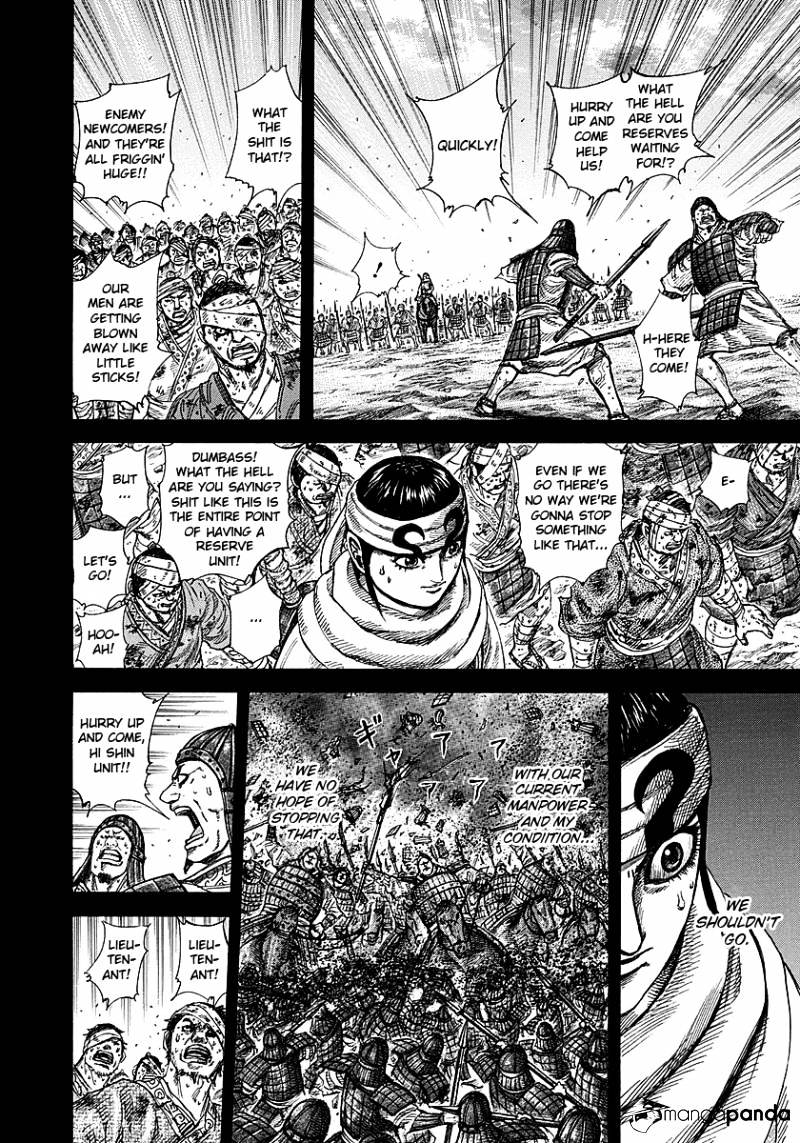 WHAT
THE HELL
ARE YOU
RESERVES
WAITING
FOR!?
HURRY
UP AND
COME
HELP
US!
QUICKLY!
H-HERE
THEY
COME!
WHAT
THE
SHIT IS
THAT!?
ENEMY
NEWCOMERS!
AND THEY'RE
ALL FRIGGIN'
HUGE!!
OUR
MEN ARE
GETTING
BLOWN
AWAY LIKE
LITTLE
STICKS!
E-
EVEN IF WE
GO THERE'S
NO WAY WE'RE
GONNA STOP
SOMETHING
LIKE THAT...
DUMBASS!
WHAT THE HELL
ARE YOU SAYING?
SHIT LIKE THIS IS
THE ENTIRE POINT
OF HAVING A
RESERVE
UNIT!
...
BUT
...
LET'S
GO!
HOO-
AH!
WE
SHOULDN'T
GO.
WITH OUR
CURRENT
MANPOWER
AND MY
CONDIITION...
WE
HAVE NO
HOPE OF
STOPPING
THAT.
ギャアアア
HURRY UP
AND COME,
HI SHIN
UNIT!!
LIEU-
TEN-
ANT!
LIEU-
TEN-
ANT!
mangapanda